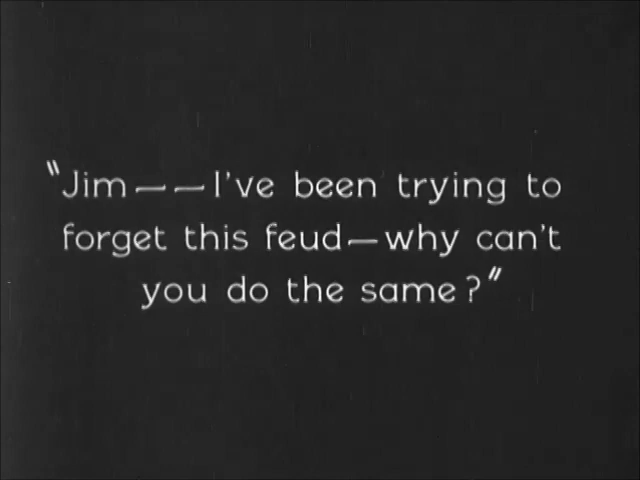 "Jim——I've been trying to
forget this feud—why can't
you do the same?"